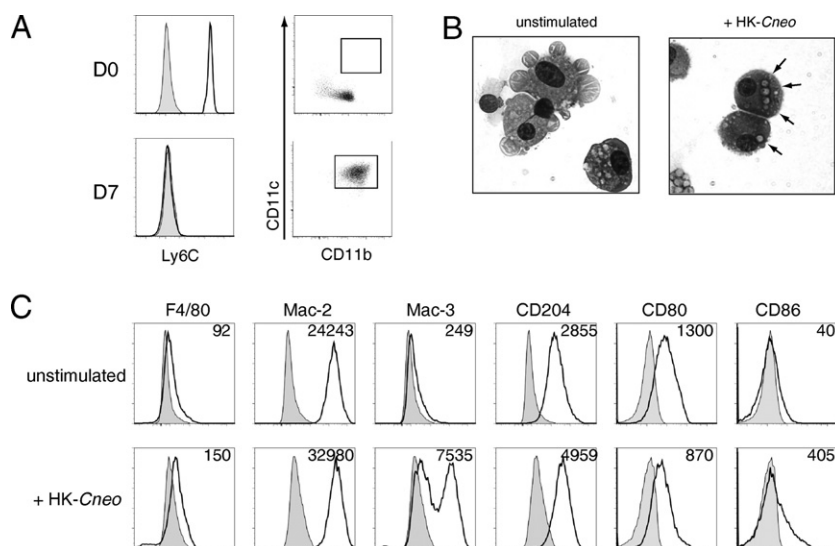 A
D0
D7
Ly6C
CD11c
CD11b
B
unstimulated
+ HK-Cneo
C
F4/80 Mac-2 Mac-3 CD204 CD80 CD86
unstimulated 92 24243 249 2855 1300 40
+ HK-Cneo 150 32980 7535 4959 870 405